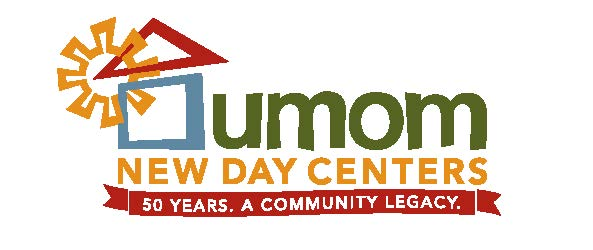 umom
NEW DAY CENTERS
50 YEARS. A COMMUNITY LEGACY.